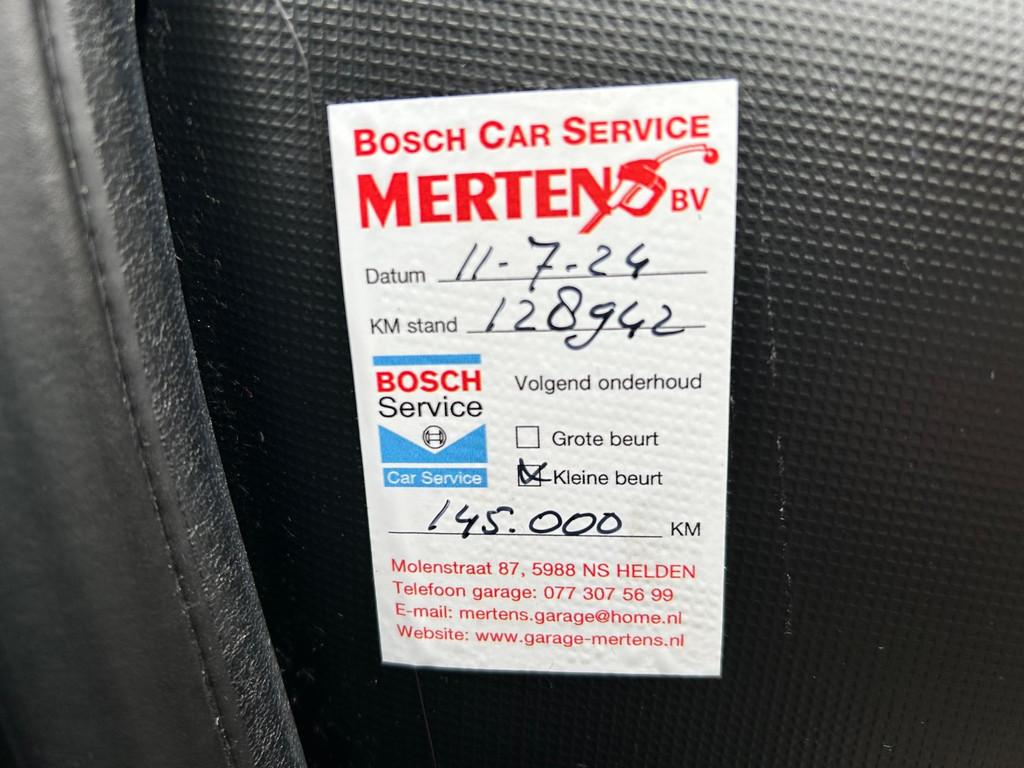 BOSCH CAR SERVICE
MERTENS BV
Datum 11-7-24
KM stand 128942
BOSCH
Service
Car Service
Volgend onderhoud
Grote beurt
Kleine beurt
145.000 KM
Molenstraat 87, 5988 NS HELDEN
Telefoon garage: 077 307 56 99
E-mail: mertens.garage@home.nl
Website: www.garage-mertens.nl